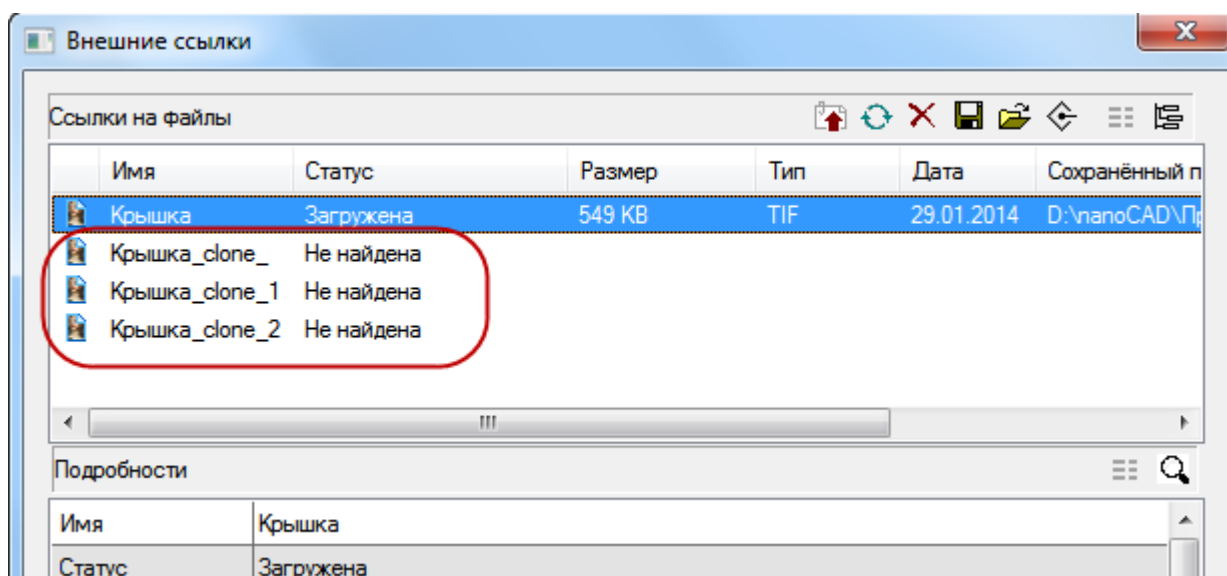 Внешние ссылки
Ссылки на файлы
Имя Статус Размер Тип Дата Сохранённый п
Крышка Загружена 549 KB TIF 29.01.2014 D:\nanoCAD\Пр
Крышка_clone_ Не найдена
Крышка_clone_1 Не найдена
Крышка_clone_2 Не найдена
Подробности
Имя Крышка
Статус Загружена